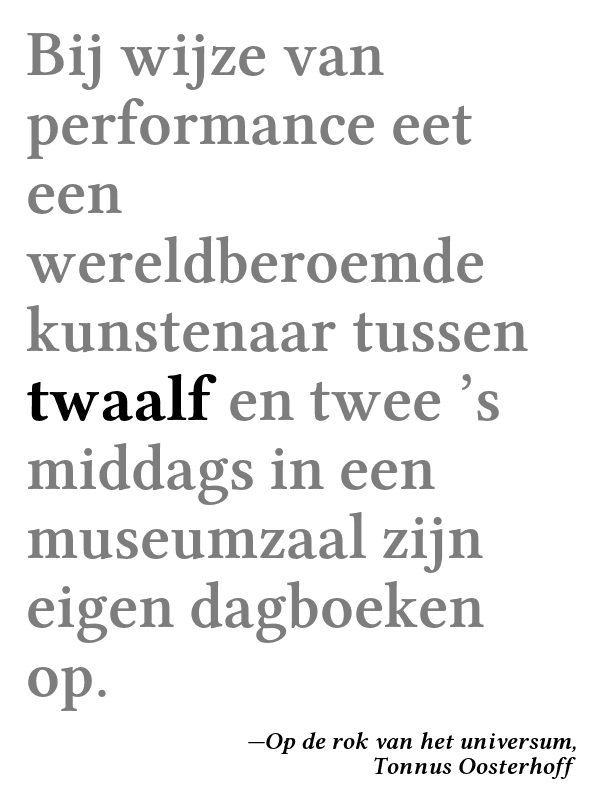 Bij wijze van
performance eet
een
wereldberoemde
kunstenaar tussen
twaalf en twee ’s
middags in een
museumzaal zijn
eigen dagboeken
op.
—Op de rok van het universum,
Tonnus Oosterhoff